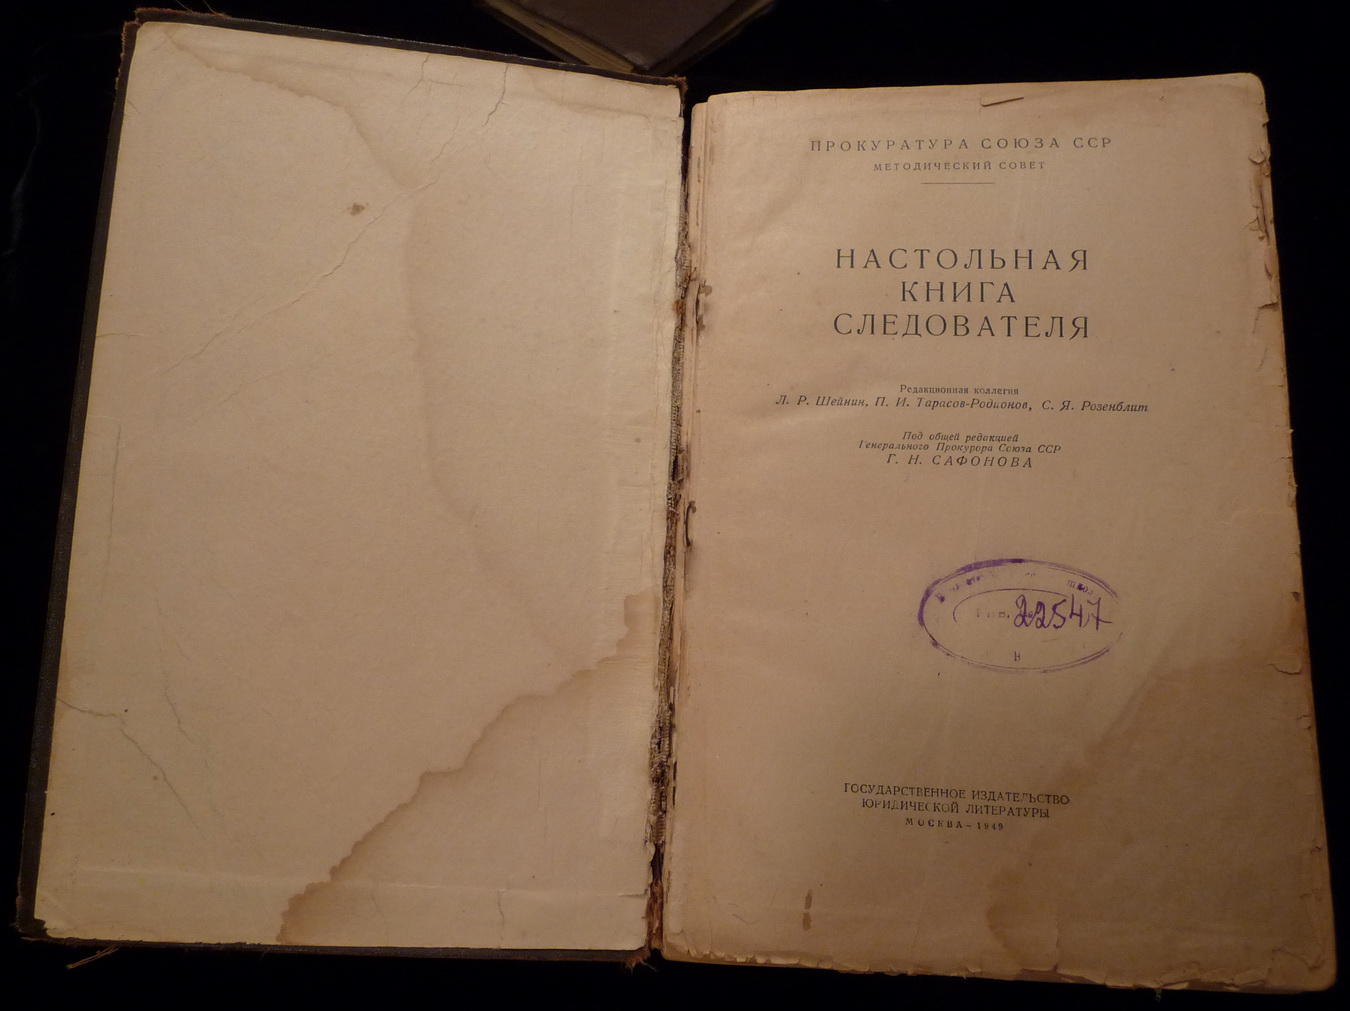 ПРОКУРАТУРА СОЮЗА ССР
МЕТОДИЧЕСКИЙ СОВЕТ
НАСТОЛЬНАЯ
КНИГА
СЛЕДОВАТЕЛЯ
Редакционная коллегия
Л. Р. Шейнин, П. И. Тарасов-Родионов, С. Я. Розенблит
Под общей редакцией
Генерального Прокурора Союза ССР
Г. Н. САФОНОВА
22547
ГОСУДАРСТВЕННОЕ ИЗДАТЕЛЬСТВО
ЮРИДИЧЕСКОЙ ЛИТЕРАТУРЫ
МОСКВА — 1949